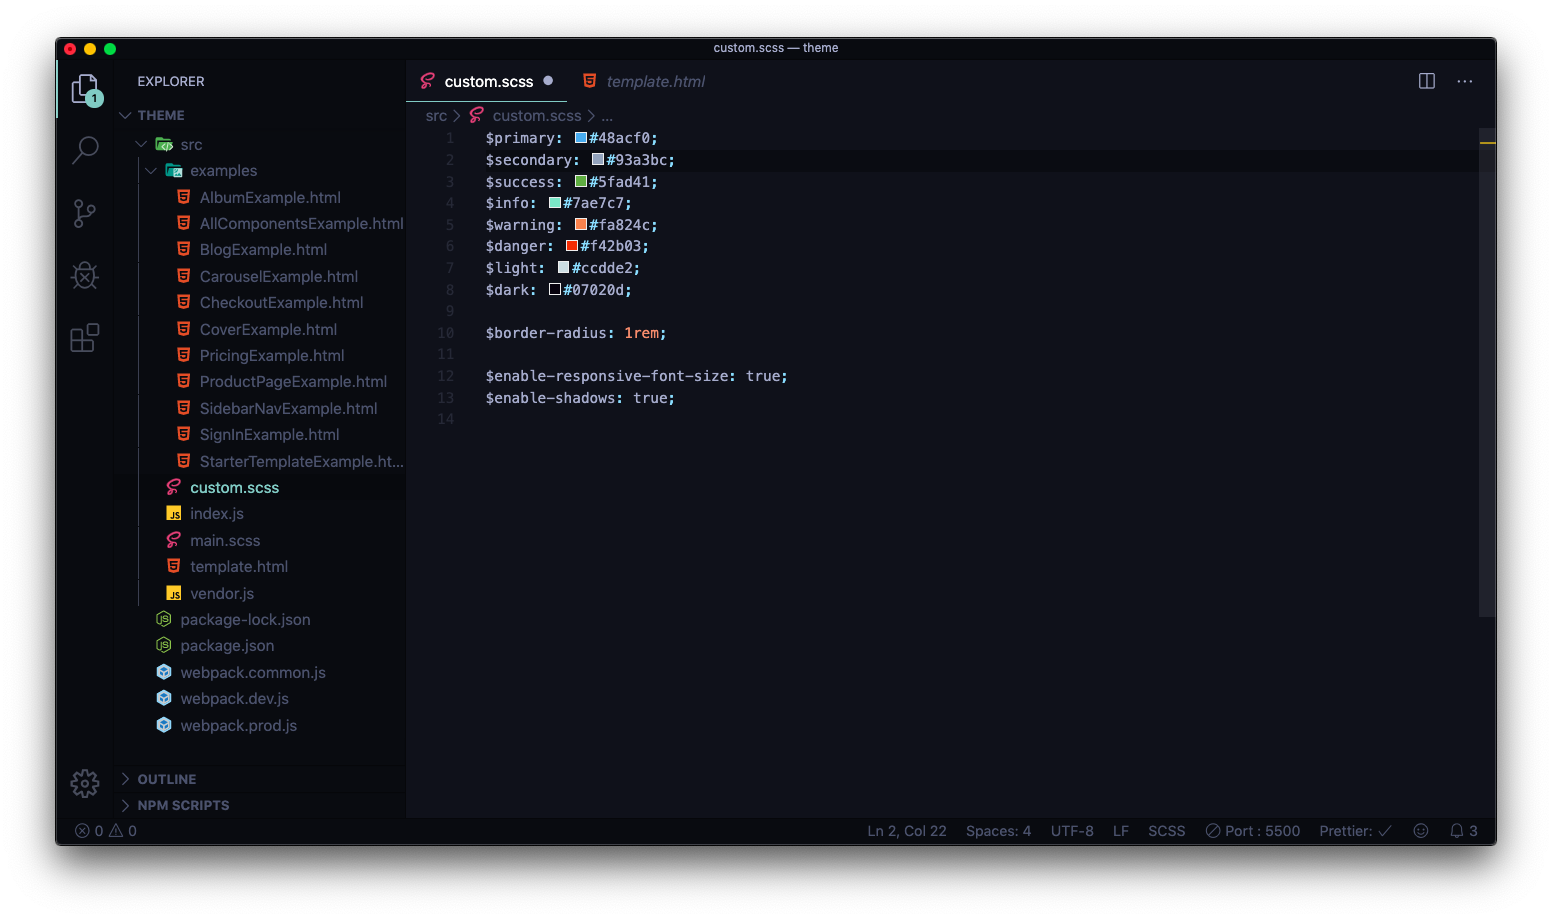 custom.scss — theme
EXPLORER
THEME
src
examples
AlbumExample.html
AllComponentsExample.html
BlogExample.html
CarouselExample.html
CheckoutExample.html
CoverExample.html
PricingExample.html
ProductPageExample.html
SidebarNavExample.html
SignInExample.html
StarterTemplateExample.ht...
custom.scss
index.js
main.scss
template.html
vendor.js
package-lock.json
package.json
webpack.common.js
webpack.dev.js
webpack.prod.js
OUTLINE
NPM SCRIPTS
1
custom.scss
template.html
src > custom.scss > ...
1 $primary: #48acf0;
2 $secondary: #93a3bc;
3 $success: #5fad41;
4 $info: #7ae7c7;
5 $warning: #fa824c;
6 $danger: #f42b03;
7 $light: #ccdde2;
8 $dark: #07020d;
9
10 $border-radius: 1rem;
11
12 $enable-responsive-font-size: true;
13 $enable-shadows: true;
14
0 0 Ln 2, Col 22 Spaces: 4 UTF-8 LF SCSS Port : 5500 Prettier: ✓ 3